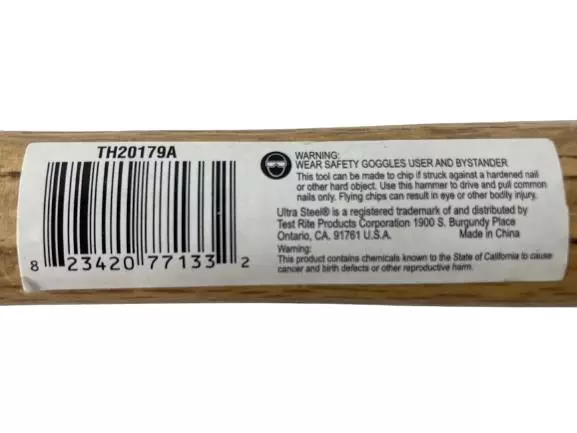 TH20179A
8 23420 77133 2
WARNING:
WEAR SAFETY GOGGLES USER AND BYSTANDER
This tool can be made to chip if struck against a hardened nail
or other hard object. Use this hammer to drive and pull common
nails only. Flying chips can result in eye or other bodily injury.
Ultra Steel® is a registered trademark of and distributed by
Test Rite Products Corporation 1900 S. Burgundy Place
Ontario, CA. 91761 U.S.A. Made in China
Warning:
This product contains chemicals known to the State of California to cause
cancer and birth defects or other reproductive harm.